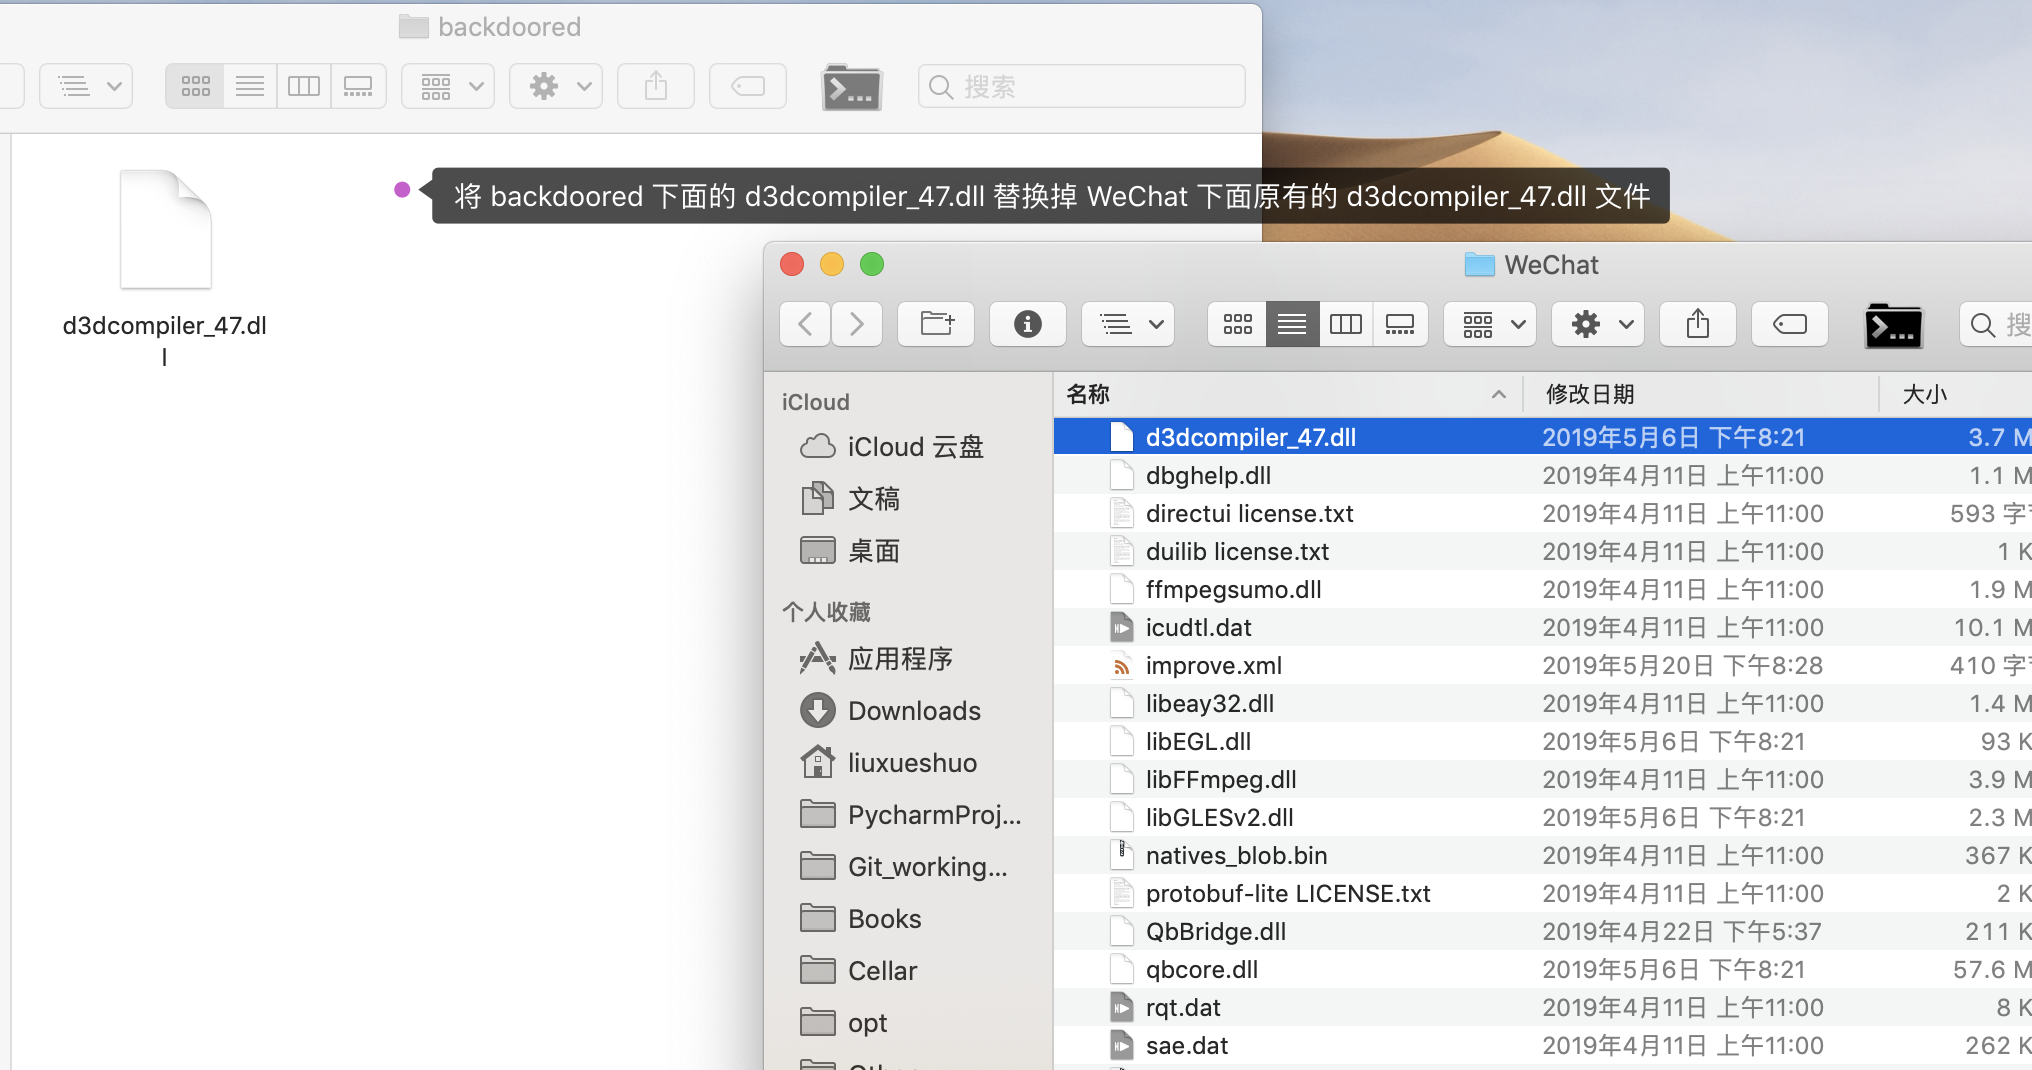 backdoored
搜索
d3dcompiler_47.dl
l
将 backdoored 下面的 d3dcompiler_47.dll 替换掉 WeChat 下面原有的 d3dcompiler_47.dll 文件
WeChat
搜
iCloud
iCloud 云盘
文稿
桌面
个人收藏
应用程序
Downloads
liuxueshuo
PycharmProj...
Git_working...
Books
Cellar
opt
名称 修改日期 大小
d3dcompiler_47.dll 2019年5月6日 下午8:21 3.7 M
dbghelp.dll 2019年4月11日 上午11:00 1.1 M
directui license.txt 2019年4月11日 上午11:00 593 字
duilib license.txt 2019年4月11日 上午11:00 1 K
ffmpegsumo.dll 2019年4月11日 上午11:00 1.9 M
icudtl.dat 2019年4月11日 上午11:00 10.1 M
improve.xml 2019年5月20日 下午8:28 410 字
libeay32.dll 2019年4月11日 上午11:00 1.4 M
libEGL.dll 2019年5月6日 下午8:21 93 K
libFFmpeg.dll 2019年4月11日 上午11:00 3.9 M
libGLESv2.dll 2019年5月6日 下午8:21 2.3 M
natives_blob.bin 2019年4月11日 上午11:00 367 K
protobuf-lite LICENSE.txt 2019年4月11日 上午11:00 2 K
QbBridge.dll 2019年4月22日 下午5:37 211 K
qbcore.dll 2019年5月6日 下午8:21 57.6 M
rqt.dat 2019年4月11日 上午11:00 8 K
sae.dat 2019年4月11日 上午11:00 262 K